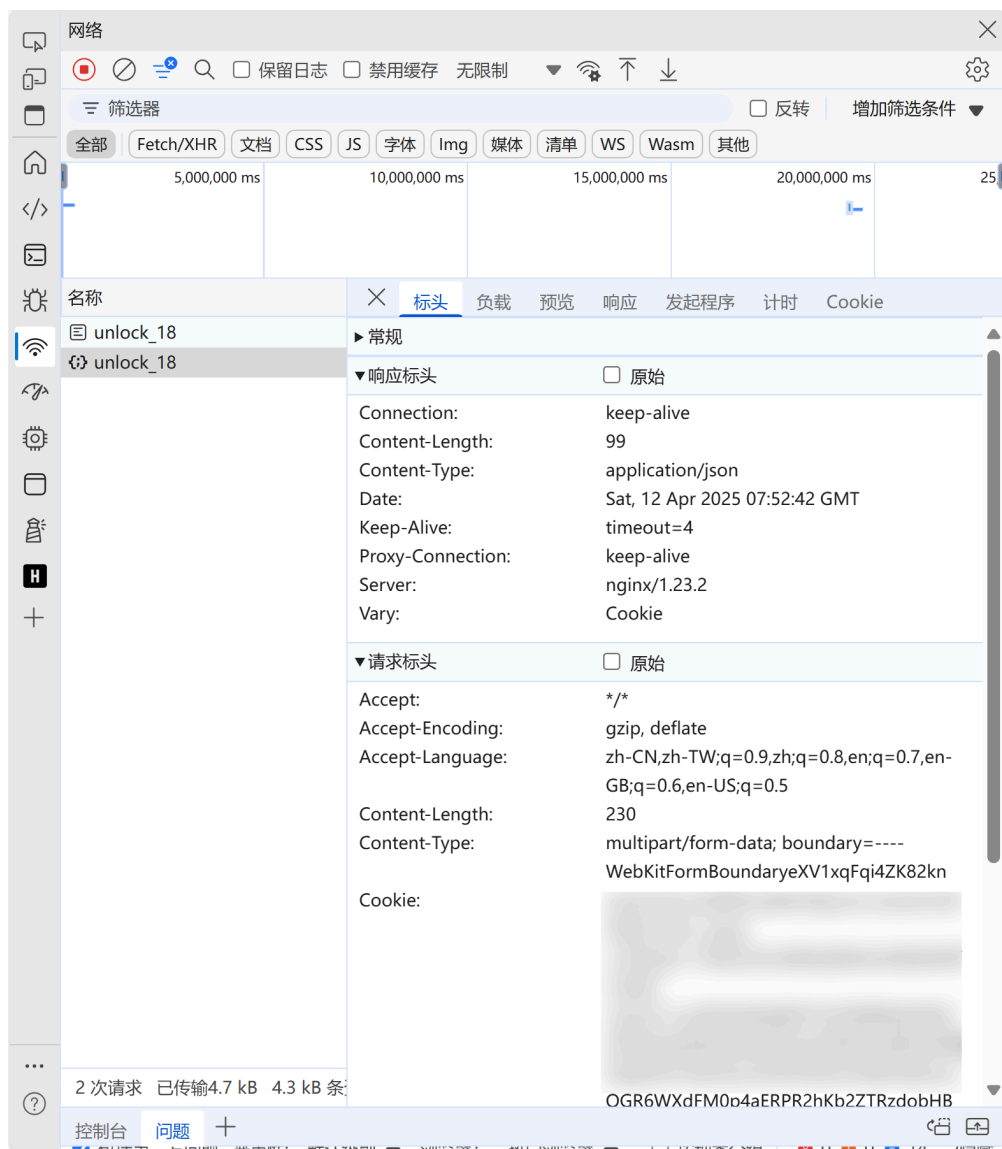 网络
保留日志 禁用缓存 无限制
筛选器 反转 增加筛选条件
全部 Fetch/XHR 文档 CSS JS 字体 Img 媒体 清单 WS Wasm 其他
5,000,000 ms 10,000,000 ms 15,000,000 ms 20,000,000 ms 25,
名称 标头 负载 预览 响应 发起程序 计时 Cookie
unlock_18
unlock_18
常规
响应标头 原始
Connection: keep-alive
Content-Length: 99
Content-Type: application/json
Date: Sat, 12 Apr 2025 07:52:42 GMT
Keep-Alive: timeout=4
Proxy-Connection: keep-alive
Server: nginx/1.23.2
Vary: Cookie
请求标头 原始
Accept: */*
Accept-Encoding: gzip, deflate
Accept-Language: zh-CN,zh-TW;q=0.9,zh;q=0.8,en;q=0.7,en-
GB;q=0.6,en-US;q=0.5
Content-Length: 230
Content-Type: multipart/form-data; boundary=----
WebKitFormBoundaryeXV1xqFqi4ZK82kn
Cookie:
OGR6WXdFM0p4aERPR2hKb2ZTRzdobHB
2 次请求 已传输4.7 kB 4.3 kB 条
控制台 问题